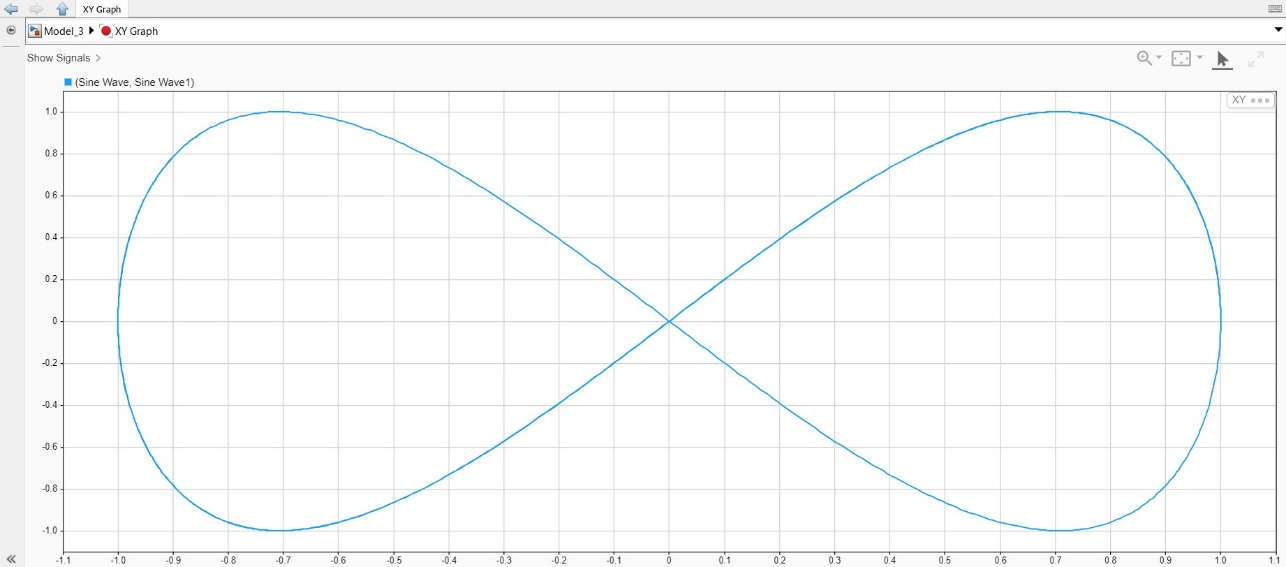 XY Graph
Model_3 XY Graph
Show Signals
(Sine Wave, Sine Wave1)
XY
1.0
0.8
0.6
0.4
0.2
0
-0.2
-0.4
-0.6
-0.8
-1.0
-1.1 -1.0 -0.9 -0.8 -0.7 -0.6 -0.5 -0.4 -0.3 -0.2 -0.1 0 0.1 0.2 0.3 0.4 0.5 0.6 0.7 0.8 0.9 1.0 1.1